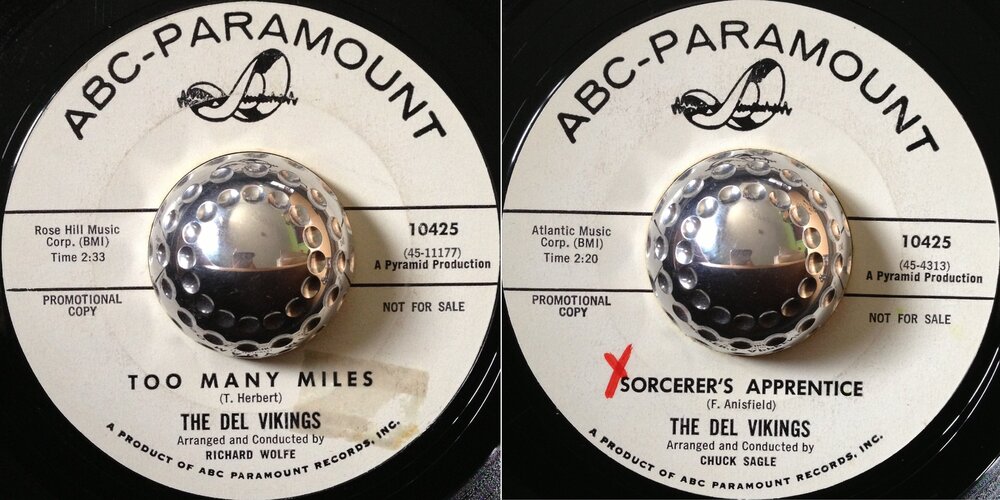 ABC-PARAMOUNT
Rose Hill Music
Corp. (BMI)
Time 2:33
10425
(45-11177)
A Pyramid Production
PROMOTIONAL
COPY
NOT FOR SALE
TOO MANY MILES
(T. Herbert)
THE DEL VIKINGS
Arranged and Conducted by
RICHARD WOLFE
A PRODUCT OF ABC PARAMOUNT RECORDS, INC.
ABC-PARAMOUNT
Atlantic Music
Corp. (BMI)
Time 2:20
10425
(45-4313)
A Pyramid Production
PROMOTIONAL
COPY
NOT FOR SALE
X SORCERER'S APPRENTICE
(F. Anisfield)
THE DEL VIKINGS
Arranged and Conducted by
CHUCK SAGLE
A PRODUCT OF ABC PARAMOUNT RECORDS, INC.